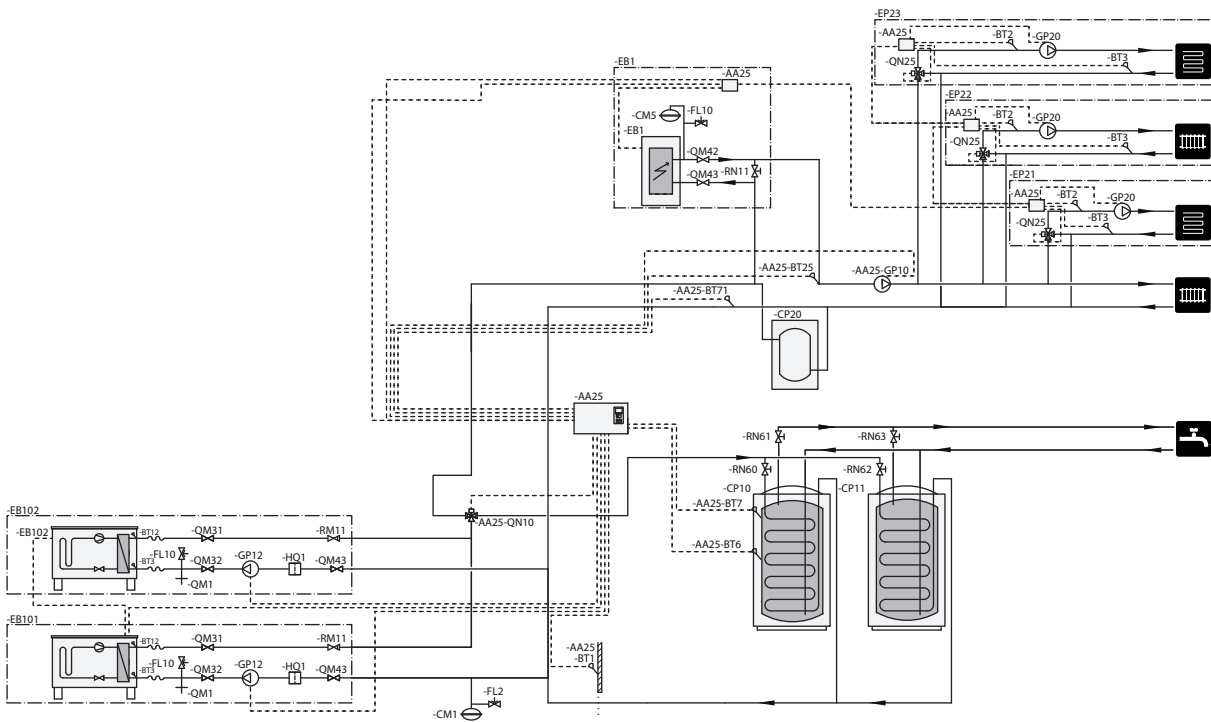 -EP23
-AA25
-BT2
-GP20
-BT3
-QN25
-EB1
-AA25
-EP22
-CM5
-FL10
-AA25
-BT2
-GP20
-EB1
-QN25
-BT3
-QM42
-QM43
-RN11
-EP21
-AA25
-BT2
-GP20
-BT3
-QN25
-AA25-BT25
-AA25-GP10
-AA25-BT71
-CP20
-AA25
-RN61
-RN63
-RN60
-RN62
-CP10
-CP11
-AA25-BT7
-AA25-QN10
-AA25-BT6
-EB102
-EB102
-BT12
-QM31
-RM11
-FL10
-BT3
-QM32
-GP12
-HQ1
-QM43
-QM1
-EB101
-BT12
-QM31
-RM11
-FL10
-BT3
-QM32
-GP12
-HQ1
-QM43
-QM1
-AA25
-BT1
-FL2
-CM1